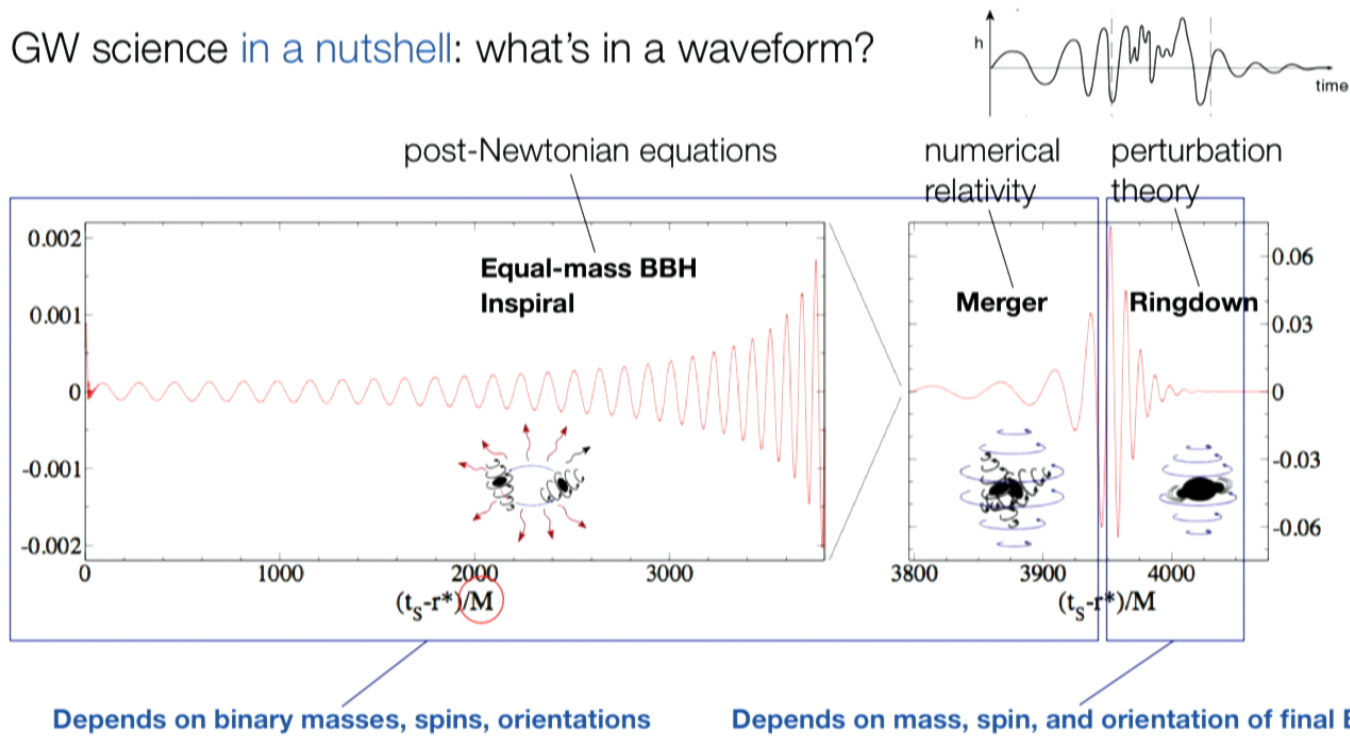 GW science in a nutshell: what's in a waveform?
h
time
post-Newtonian equations
numerical
relativity
perturbation
theory
Equal-mass BBH
Inspiral
Merger
Ringdown
0.002
0.001
0
-0.001
-0.002
0.06
0.03
0
-0.03
-0.06
0
1000
2000
3000
3800
3900
4000
(tₛ-r*)/M
(tₛ-r*)/M
Depends on binary masses, spins, orientations
Depends on mass, spin, and orientation of final